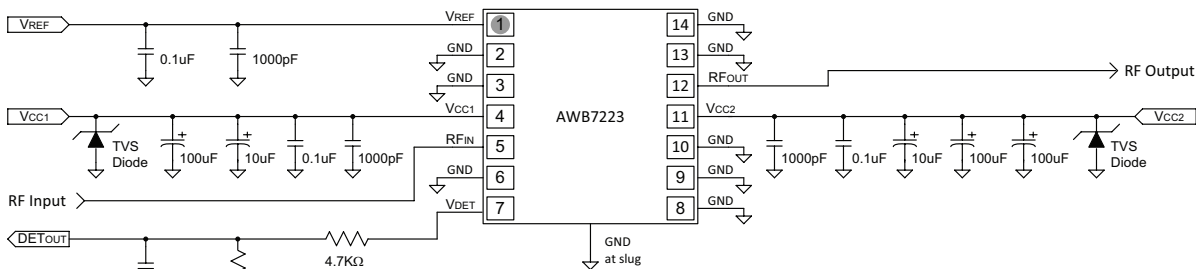 VREF
VREF
1
14
GND
0.1uF
1000pF
GND
2
13
GND
GND
3
12
RFOUT
RF Output
VCC1
VCC1
4
AWB7223
11
VCC2
VCC2
TVS
Diode
100uF
10uF
0.1uF
1000pF
RFIN
5
10
GND
1000pF
0.1uF
10uF
100uF
100uF
TVS
Diode
GND
6
9
GND
RF Input
VDET
7
8
GND
DETOUT
4.7KΩ
GND
at slug